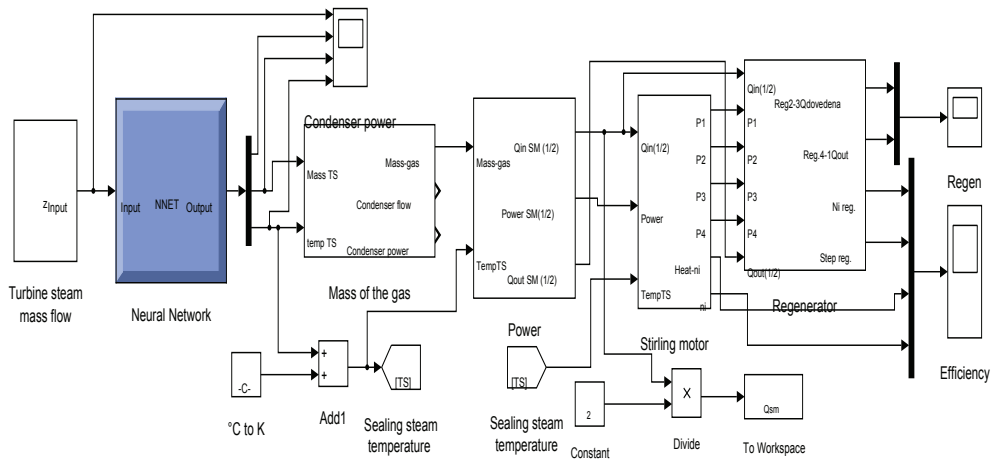 Condenser power
zInput
Turbine steam
mass flow
Input
NNET
Output
Neural Network
Mass TS
Mass-gas
Condenser flow
temp TS
Condenser power
Mass of the gas
Mass-gas
Qin SM (1/2)
Power SM(1/2)
TempTS
Qout SM (1/2)
Power
Qin(1/2)
P1
P2
Power
P3
P4
Heat-ni
TempTS
ni
Stirling motor
Qin(1/2)
Reg2-3Qdovedena
P1
P2
Reg.4-1Qout
P3
Ni reg.
P4
Step reg.
Qout(1/2)
Regenerator
Regen
Efficiency
-C-
°C to K
+
+
Add1
[TS]
Sealing steam
temperature
[TS]
Sealing steam
temperature
2
Constant
X
Divide
Qsm
To Workspace